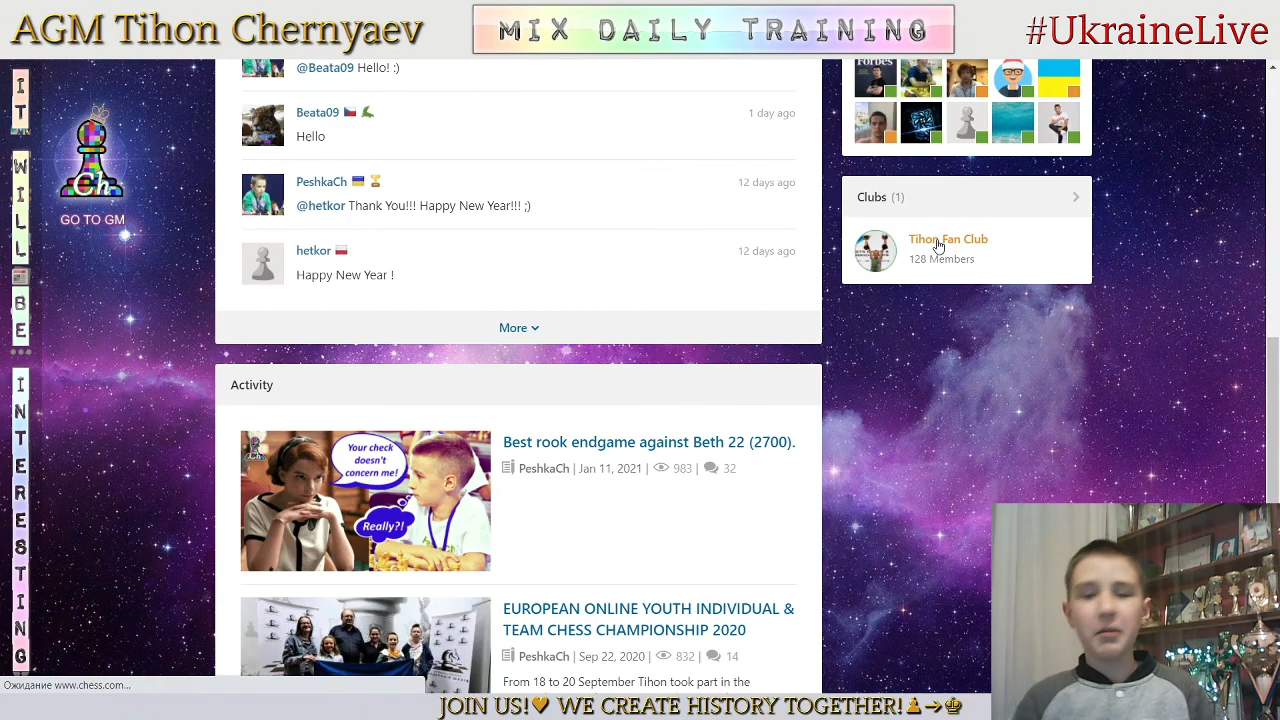 AGM Tihon Chernyaev
MIX DAILY TRAINING
#UkraineLive
IT
WILL
BE
INTERESTING
Ch
GO TO GM
@Beata09 Hello! :)
Beata09
1 day ago
Hello
PeshkaCh
12 days ago
@hetkor Thank You!!! Happy New Year!!! ;)
hetkor
12 days ago
Happy New Year !
More
Forbes
Clubs (1)
Tihon Fan Club
128 Members
Activity
Your check
doesn't
concern me!
Really?!
Best rook endgame against Beth 22 (2700).
PeshkaCh | Jan 11, 2021 | 983 | 32
EUROPEAN ONLINE YOUTH INDIVIDUAL &
TEAM CHESS CHAMPIONSHIP 2020
PeshkaCh | Sep 22, 2020 | 832 | 14
From 18 to 20 September Tihon took part in the
Ожидание www.chess.com...
JOIN US!♥ WE CREATE HISTORY TOGETHER!♟→♚